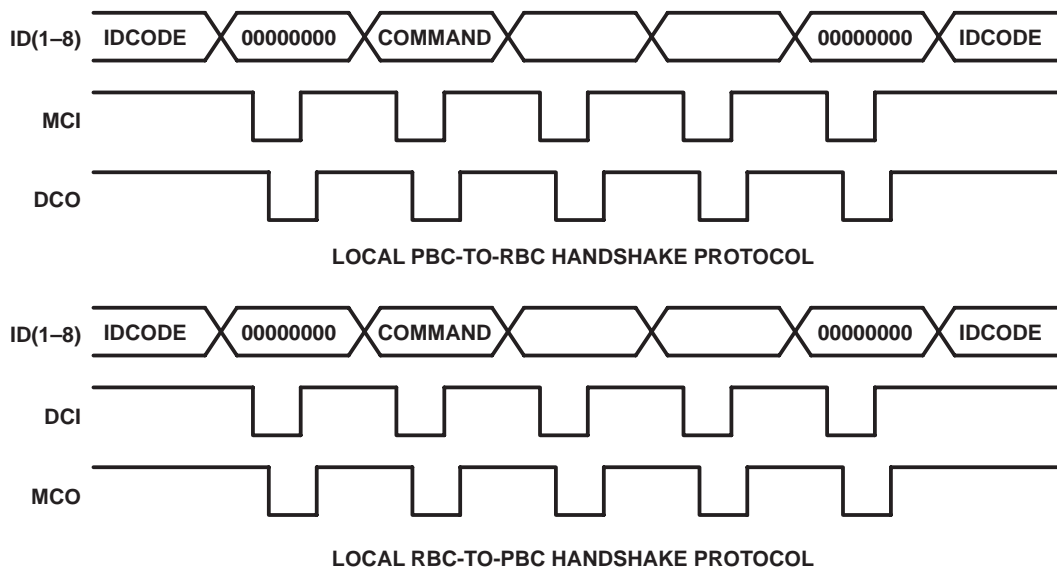 ID(1–8) IDCODE 00000000 COMMAND 00000000 IDCODE
MCI
DCO
LOCAL PBC-TO-RBC HANDSHAKE PROTOCOL
ID(1–8) IDCODE 00000000 COMMAND 00000000 IDCODE
DCI
MCO
LOCAL RBC-TO-PBC HANDSHAKE PROTOCOL